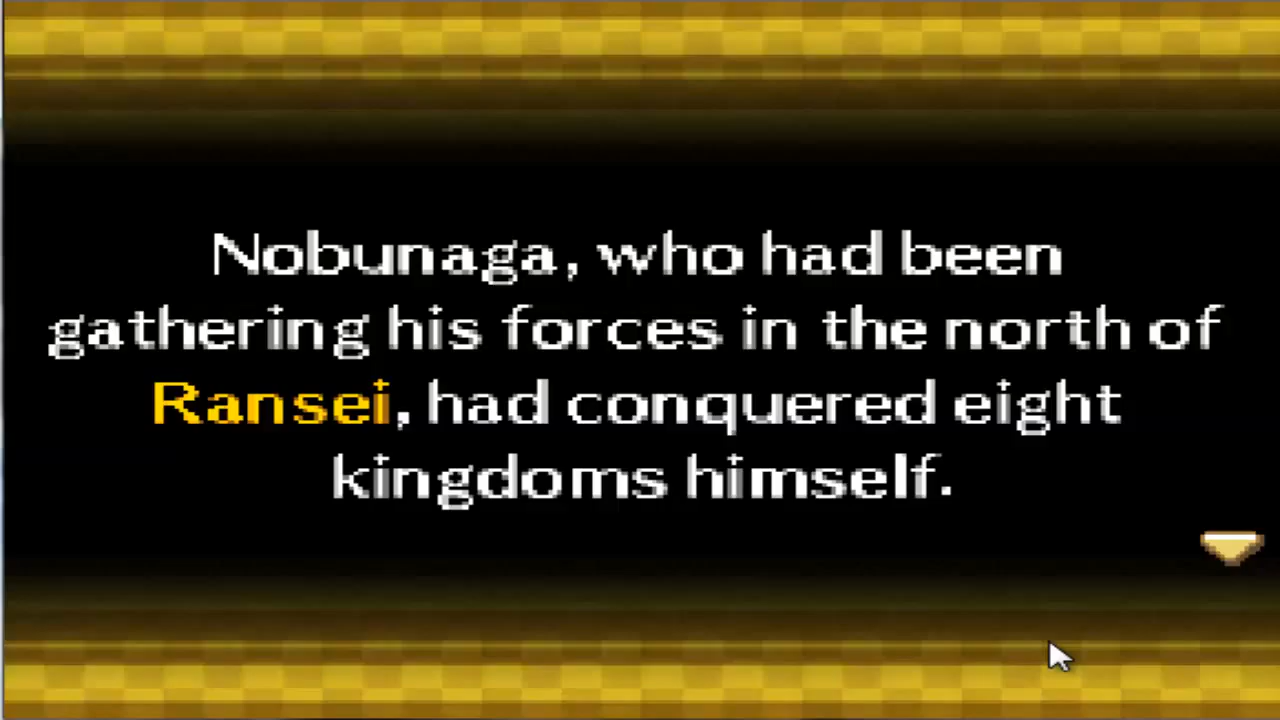 Nobunaga, who had been
gathering his forces in the north of
Ransei, had conquered eight
kingdoms himself.